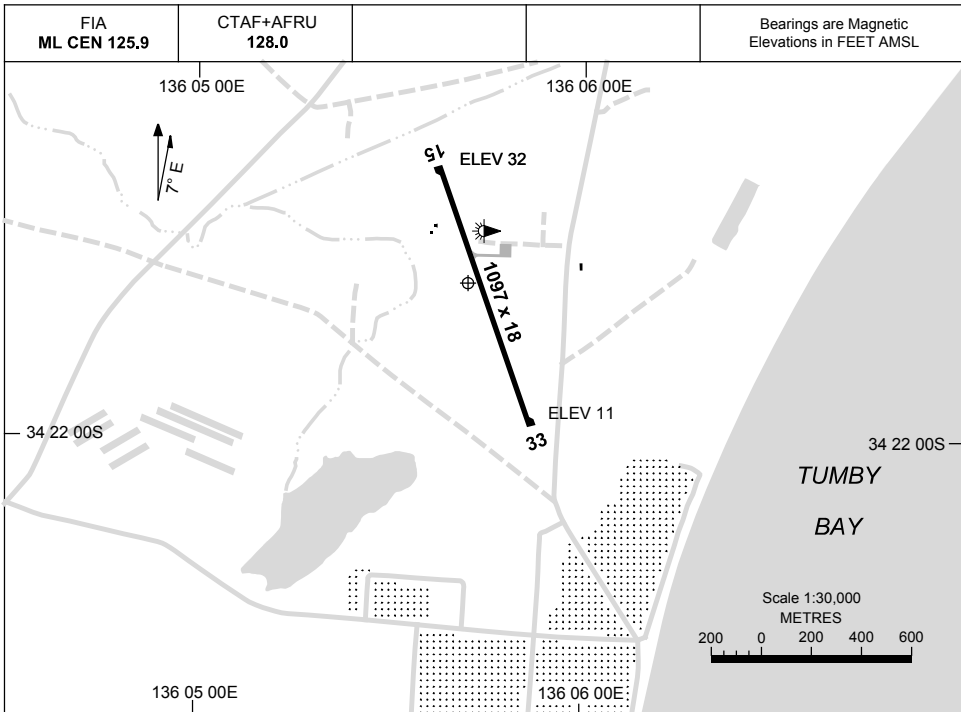 FIA
ML CEN 125.9
CTAF+AFRU
128.0
Bearings are Magnetic
Elevations in FEET AMSL
136 05 00E
136 06 00E
7° E
15
ELEV 32
1097 x 18
ELEV 11
33
34 22 00S
34 22 00S
TUMBY
BAY
Scale 1:30,000
METRES
200 0 200 400 600
136 05 00E
136 06 00E